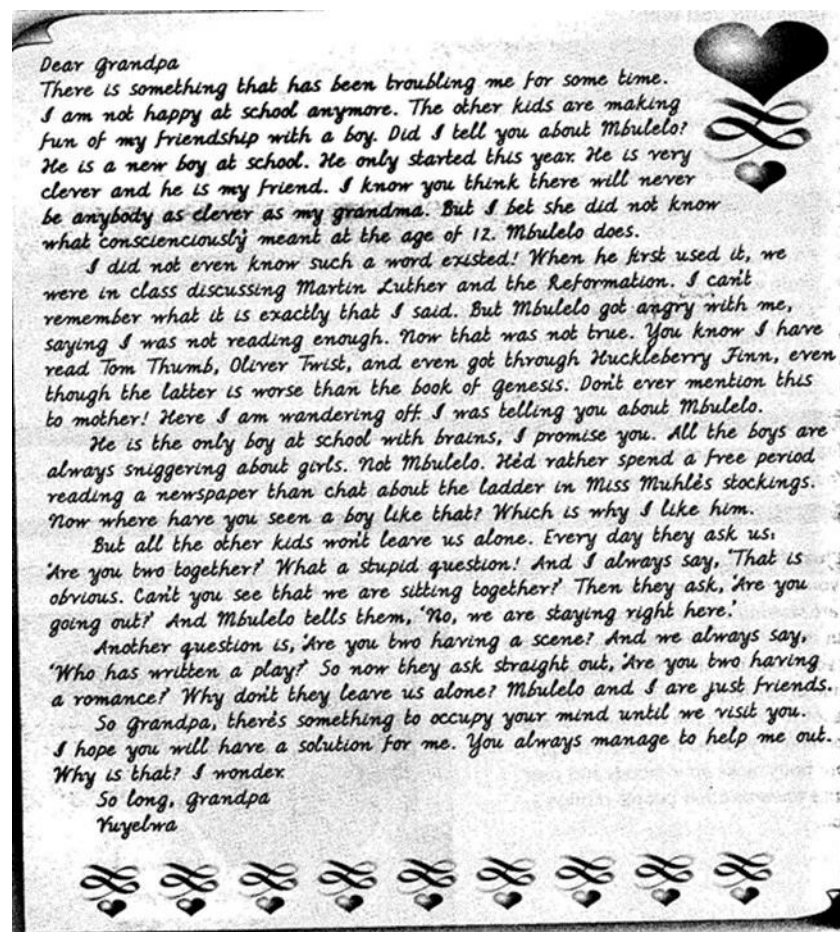 Dear Grandpa
There is something that has been troubling me for some time.
I am not happy at school anymore. The other kids are making
fun of my friendship with a boy. Did I tell you about Mbulelo?
He is a new boy at school. He only started this year. He is very
clever and he is my friend. I know you think there will never
be anybody as clever as my grandma. But I bet she did not know
what 'conscienciously' meant at the age of 12. Mbulelo does.
I did not even know such a word existed! When he first used it, we
were in class discussing Martin Luther and the Reformation. I can't
remember what it is exactly that I said. But Mbulelo got angry with me,
saying I was not reading enough. Now that was not true. You know I have
read Tom Thumb, Oliver Twist, and even got through Huckleberry Finn, even
though the latter is worse than the book of Genesis. Don't ever mention this
to mother! Here I am wandering off. I was telling you about Mbulelo.
He is the only boy at school with brains, I promise you. All the boys are
always sniggering about girls. Not Mbulelo. He'd rather spend a free period
reading a newspaper than chat about the ladder in Miss Muhle's stockings.
Now where have you seen a boy like that? Which is why I like him.
But all the other kids won't leave us alone. Every day they ask us:
'Are you two together?' What a stupid question! And I always say, 'That is
obvious. Can't you see that we are sitting together?' Then they ask, 'Are you
going out?' And Mbulelo tells them, 'No, we are staying right here.'
Another question is, 'Are you two having a scene? And we always say,
'Who has written a play?' So now they ask straight out, 'Are you two having
a romance?' Why don't they leave us alone? Mbulelo and I are just friends.
So Grandpa, there's something to occupy your mind until we visit you.
I hope you will have a solution for me. You always manage to help me out.
Why is that? I wonder.
So long, Grandpa
Vuyelwa